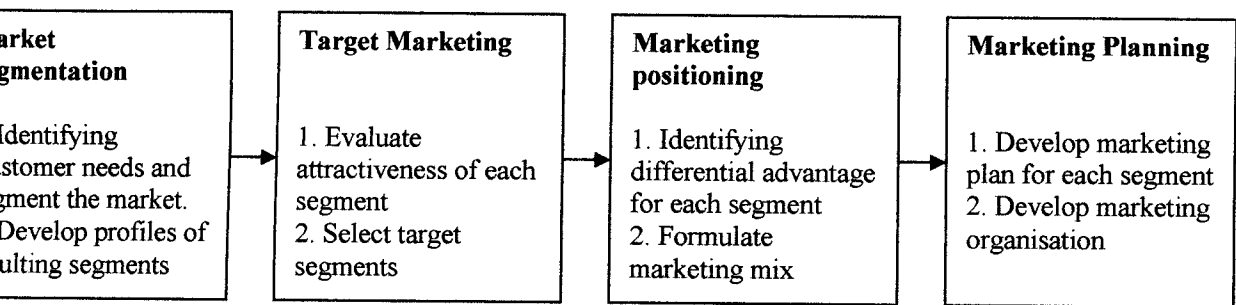 arket
gmentation
Identifying
stomer needs and
gment the market.
Develop profiles of
ulting segments
Target Marketing
1. Evaluate
attractiveness of each
segment
2. Select target
segments
Marketing
positioning
1. Identifying
differential advantage
for each segment
2. Formulate
marketing mix
Marketing Planning
1. Develop marketing
plan for each segment
2. Develop marketing
organisation